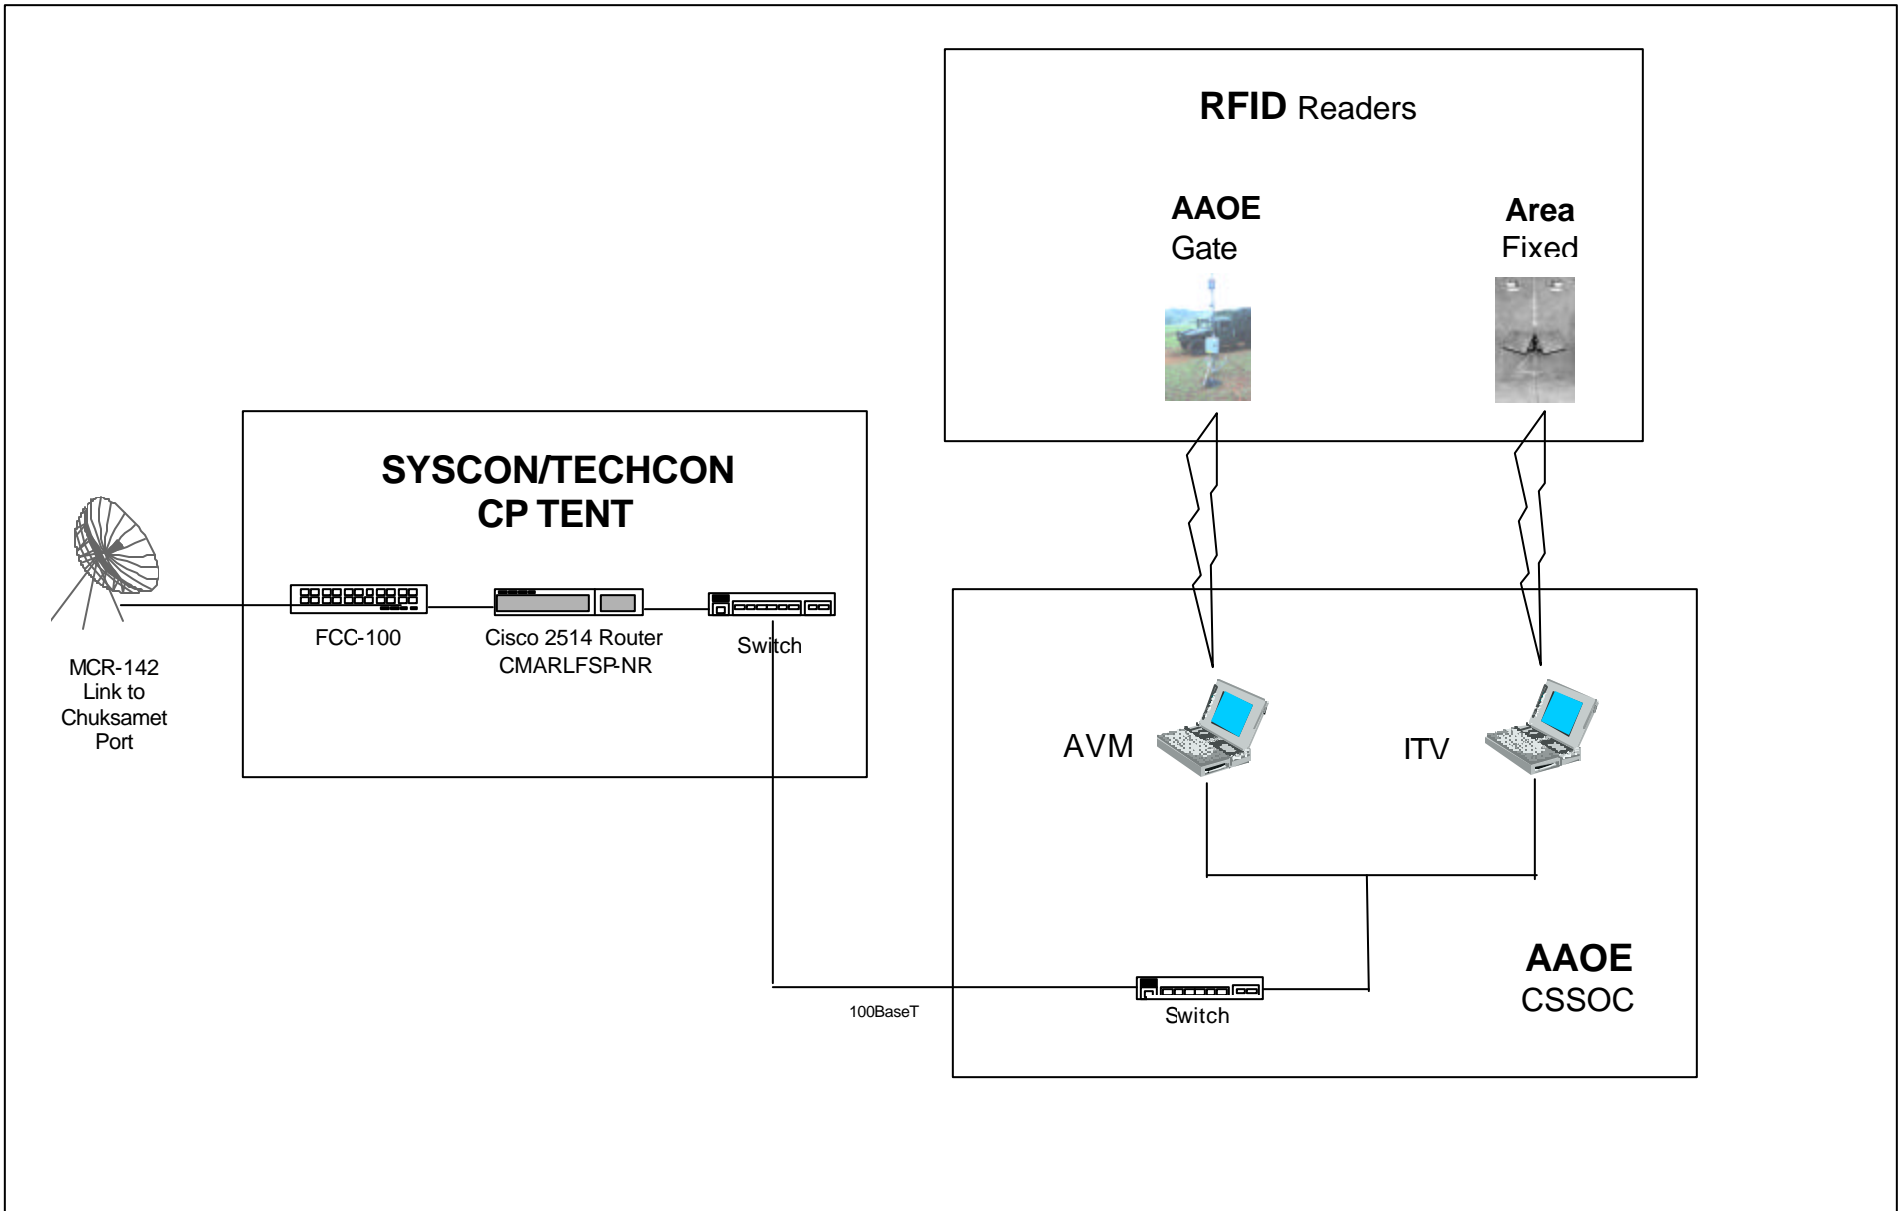 RFID Readers
AAOE
Gate
Area
Fixed
SYSCON/TECHCON
CP TENT
FCC-100
Cisco 2514 Router
CMARLFSP-NR
Switch
MCR-142
Link to
Chuksamet
Port
AVM
ITV
AAOE
CSSOC
100BaseT
Switch